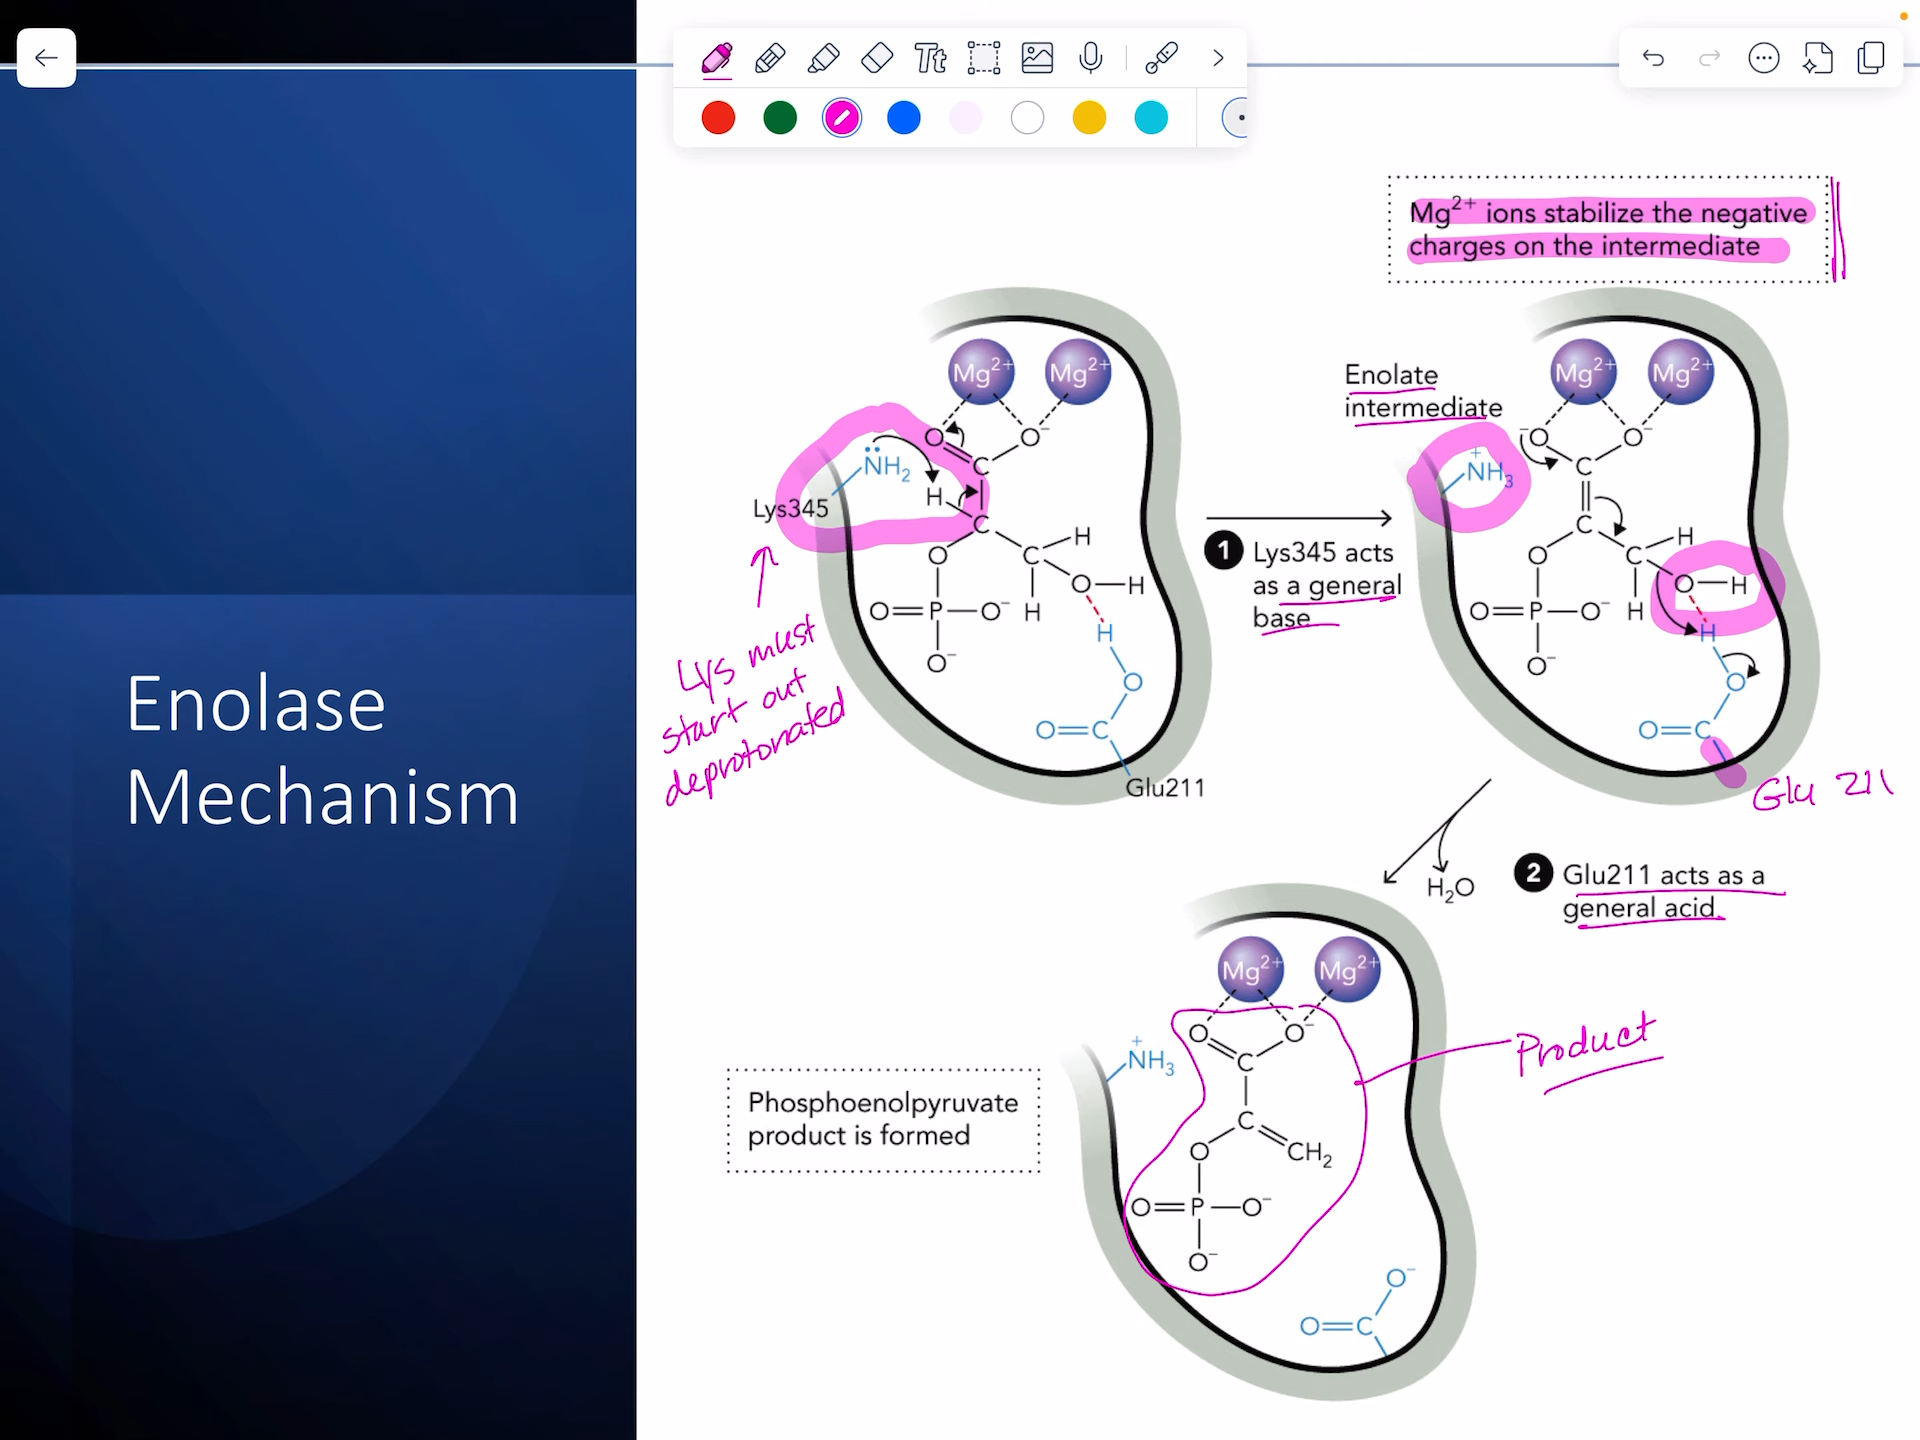 Tt
Enolase
Mechanism
Mg2+ ions stabilize the negative
charges on the intermediate
Mg2+ Mg2+
O O−
C
NH2
H
Lys345
C
O C H
O H
O P O− H
O−
H
O
O C
Glu211
Lys must
start out
deprotonated
1 Lys345 acts
as a general
base
Enolate
intermediate
Mg2+ Mg2+
−O O−
C
+
NH3
C
O C H
O H
O P O− H
O−
H
O
O C
Glu 211
H2O
2 Glu211 acts as a
general acid
Mg2+ Mg2+
O O−
C
+
NH3
C
O CH2
O P O−
O−
O−
O C
Product
Phosphoenolpyruvate
product is formed